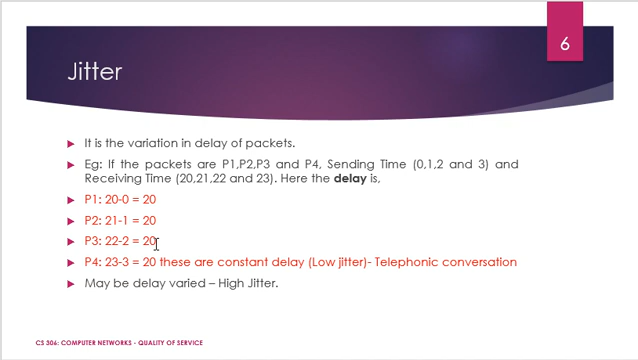 6
Jitter
It is the variation in delay of packets.
Eg: If the packets are P1,P2,P3 and P4, Sending Time (0,1,2 and 3) and
Receiving Time (20,21,22 and 23). Here the delay is,
P1: 20-0 = 20
P2: 21-1 = 20
P3: 22-2 = 20
P4: 23-3 = 20 these are constant delay (Low jitter)- Telephonic conversation
May be delay varied – High Jitter.
CS 306: COMPUTER NETWORKS - QUALITY OF SERVICE